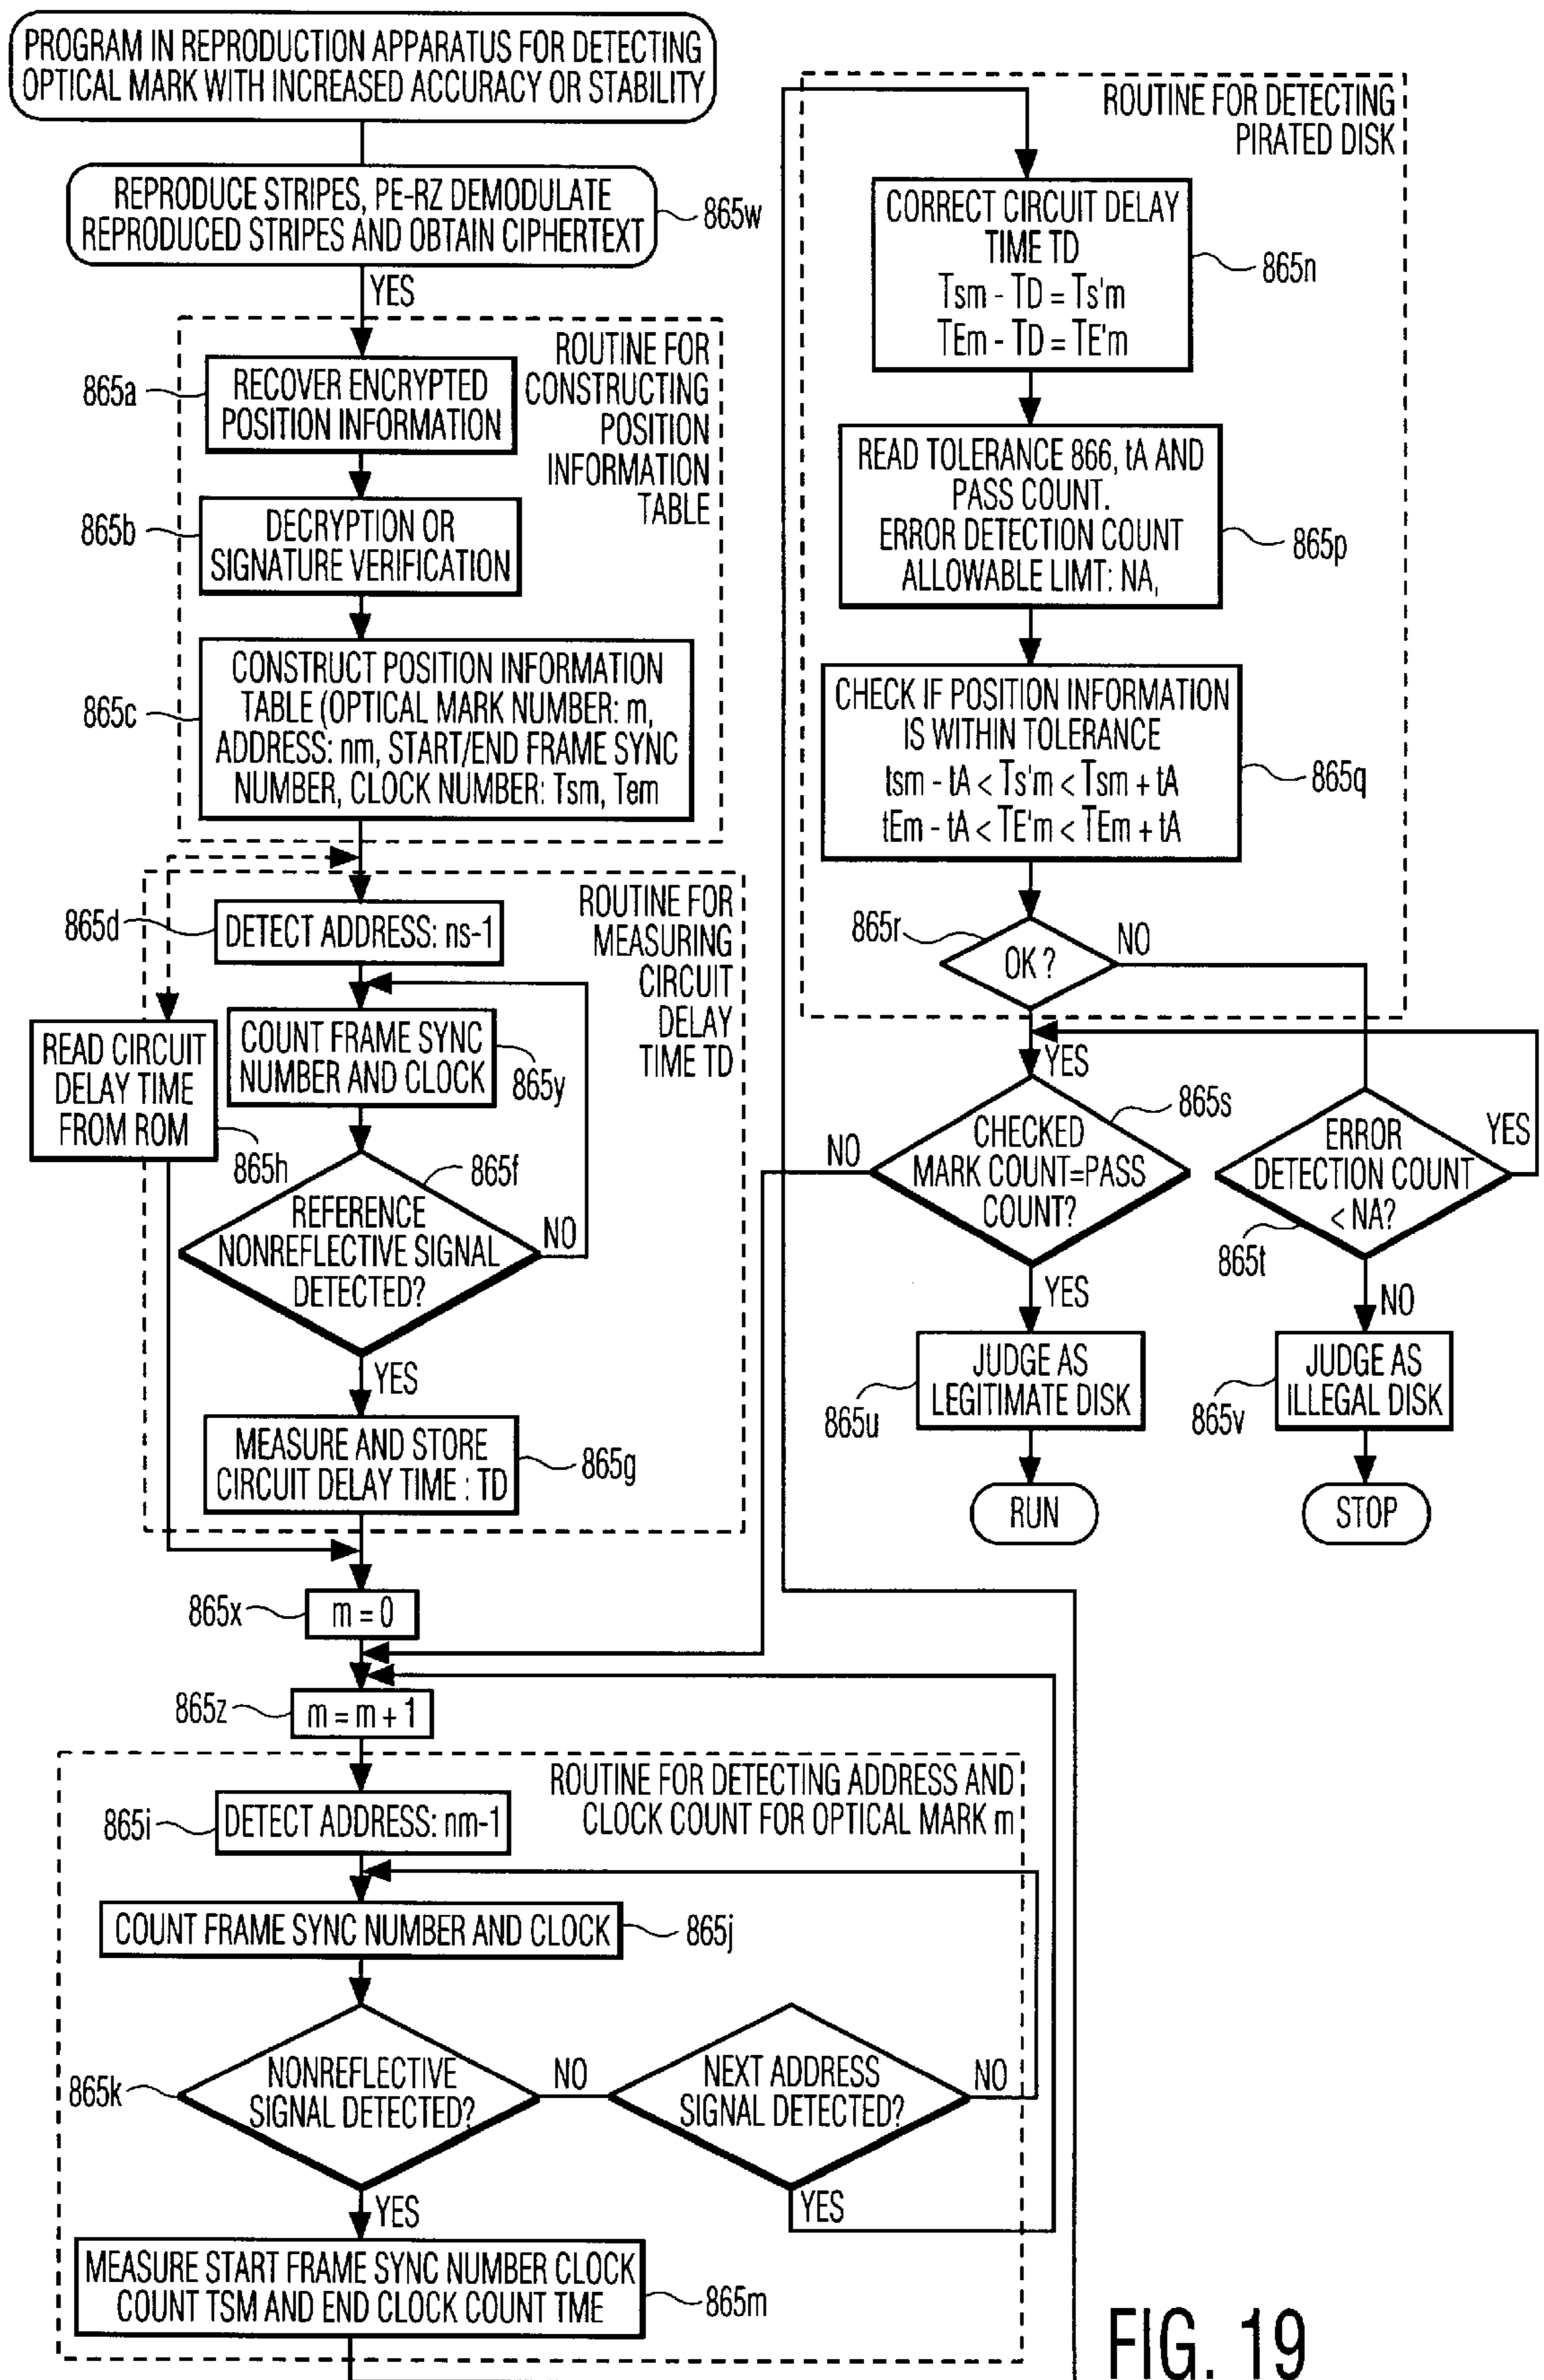 PROGRAM IN REPRODUCTION APPARATUS FOR DETECTING
OPTICAL MARK WITH INCREASED ACCURACY OR STABILITY
REPRODUCE STRIPES, PE-RZ DEMODULATE
REPRODUCED STRIPES AND OBTAIN CIPHERTEXT
865w
YES
ROUTINE FOR
CONSTRUCTING
POSITION
INFORMATION
TABLE
865a
RECOVER ENCRYPTED
POSITION INFORMATION
865b
DECRYPTION OR
SIGNATURE VERIFICATION
865c
CONSTRUCT POSITION INFORMATION
TABLE (OPTICAL MARK NUMBER: m,
ADDRESS: nm, START/END FRAME SYNC
NUMBER, CLOCK NUMBER: Tsm, Tem
ROUTINE FOR
MEASURING
CIRCUIT
DELAY
TIME TD
865d
DETECT ADDRESS: ns-1
READ CIRCUIT
DELAY TIME
FROM ROM
865h
COUNT FRAME SYNC
NUMBER AND CLOCK
865y
865f
REFERENCE
NONREFLECTIVE SIGNAL
DETECTED?
NO
YES
MEASURE AND STORE
CIRCUIT DELAY TIME : TD
865g
865x
m = 0
865z
m = m + 1
ROUTINE FOR DETECTING ADDRESS AND
CLOCK COUNT FOR OPTICAL MARK m
865i
DETECT ADDRESS: nm-1
COUNT FRAME SYNC NUMBER AND CLOCK
865j
865k
NONREFLECTIVE
SIGNAL DETECTED?
NO
NEXT ADDRESS
SIGNAL DETECTED?
NO
YES
YES
MEASURE START FRAME SYNC NUMBER CLOCK
COUNT TSM AND END CLOCK COUNT TME
865m
ROUTINE FOR DETECTING
PIRATED DISK
CORRECT CIRCUIT DELAY
TIME TD
Tsm - TD = Ts'm
TEm - TD = TE'm
865n
READ TOLERANCE 866, tA AND
PASS COUNT.
ERROR DETECTION COUNT
ALLOWABLE LIMT: NA,
865p
CHECK IF POSITION INFORMATION
IS WITHIN TOLERANCE
tsm - tA < Ts'm < Tsm + tA
tEm - tA < TE'm < TEm + tA
865q
865r
OK ?
NO
YES
865s
CHECKED
MARK COUNT=PASS
COUNT?
NO
YES
ERROR
DETECTION COUNT
< NA?
YES
865t
NO
JUDGE AS
LEGITIMATE DISK
865u
JUDGE AS
ILLEGAL DISK
865v
RUN
STOP
FIG. 19